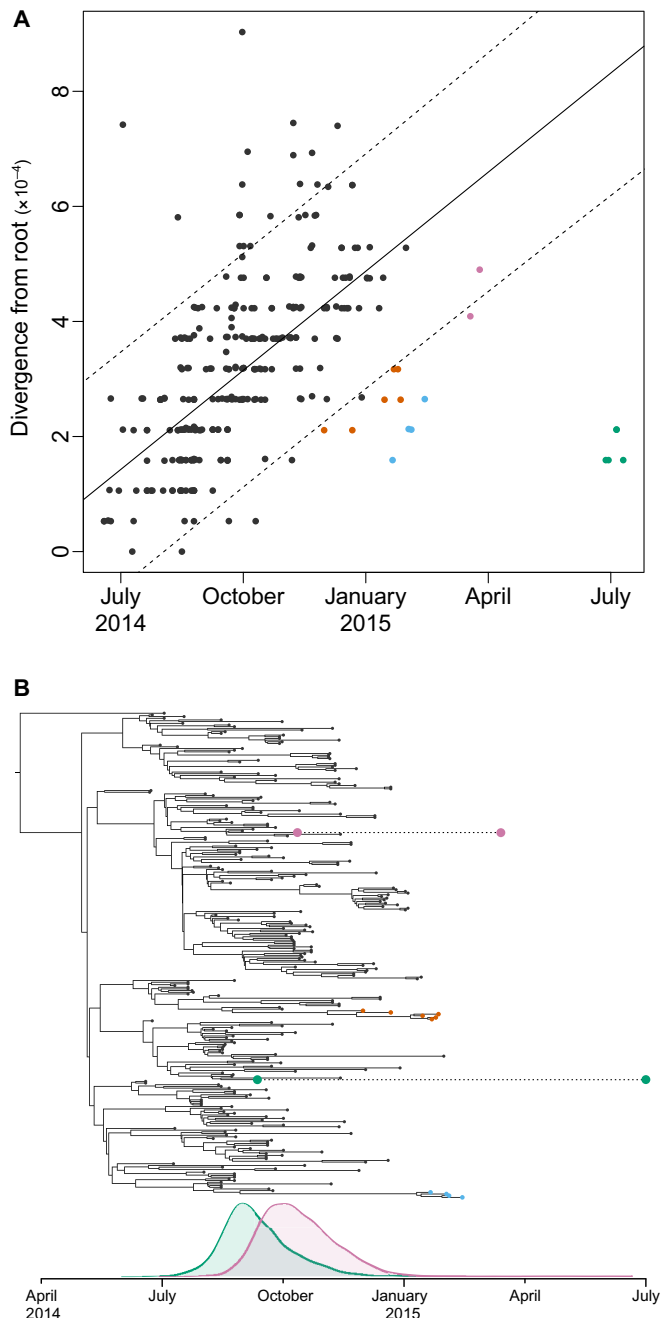 A
Divergence from root (×10⁻⁴)
8
6
4
2
0
July October January April July
2014 2015
B
April July October January April July
2014 2015